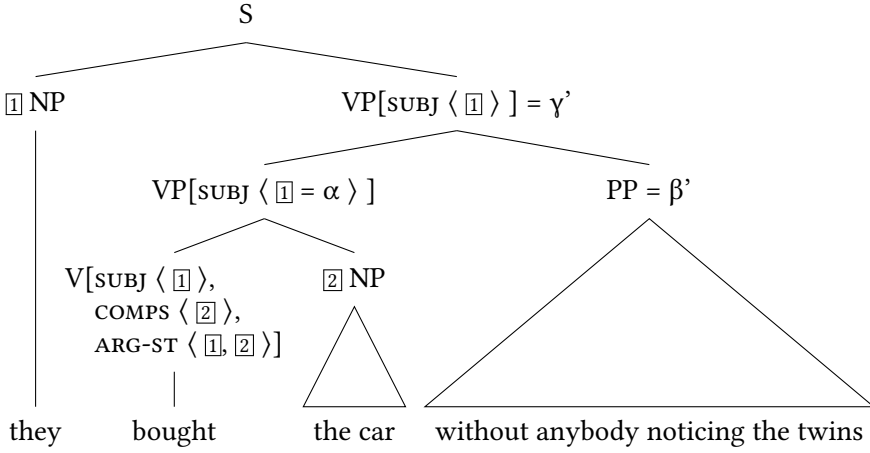 S
1 NP VP[SUBJ ⟨ 1 ⟩ ] = γ’
VP[SUBJ ⟨ 1 = α ⟩ ] PP = β’
V[SUBJ ⟨ 1 ⟩, 2 NP
COMPS ⟨ 2 ⟩,
ARG-ST ⟨ 1, 2 ⟩]
they bought the car without anybody noticing the twins